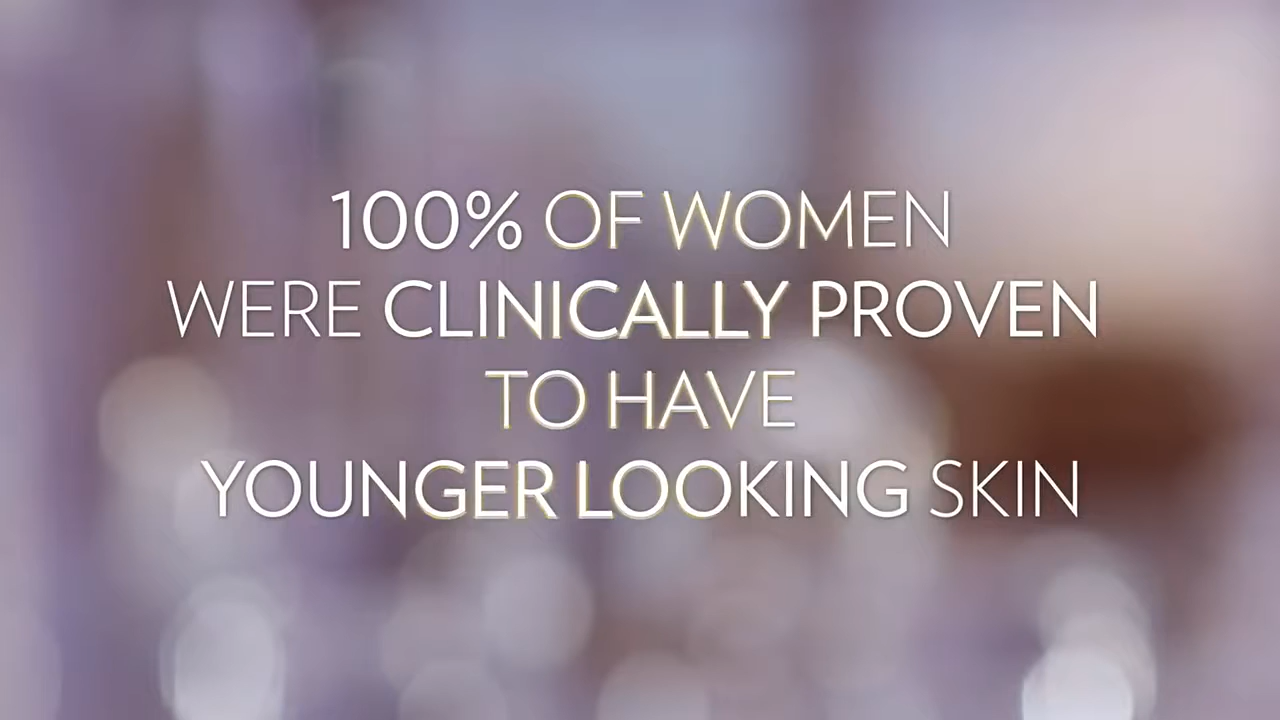 100% OF WOMEN
WERE CLINICALLY PROVEN
TO HAVE
YOUNGER LOOKING SKIN